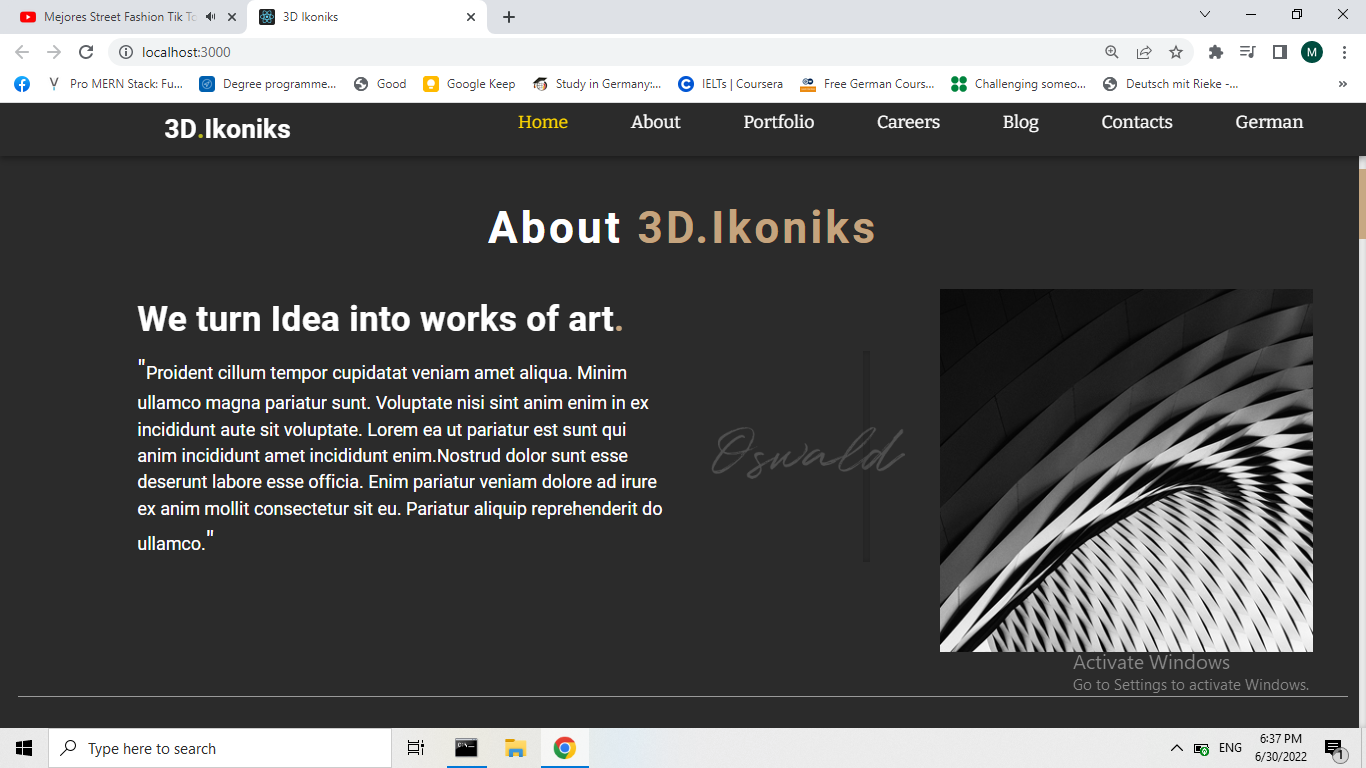 Mejores Street Fashion Tik To
3D Ikoniks
localhost:3000
M
Pro MERN Stack: Fu...
Degree programme...
Good
Google Keep
Study in Germany:...
IELTs | Coursera
Free German Cours...
Challenging someo...
Deutsch mit Rieke -...
»
3D.Ikoniks
Home
About
Portfolio
Careers
Blog
Contacts
German
About 3D.Ikoniks
We turn Idea into works of art.
"Proident cillum tempor cupidatat veniam amet aliqua. Minim
ullamco magna pariatur sunt. Voluptate nisi sint anim enim in ex
incididunt aute sit voluptate. Lorem ea ut pariatur est sunt qui
anim incididunt amet incididunt enim.Nostrud dolor sunt esse
deserunt labore esse officia. Enim pariatur veniam dolore ad irure
ex anim mollit consectetur sit eu. Pariatur aliquip reprehenderit do
ullamco."
Oswald
Activate Windows
Go to Settings to activate Windows.
Type here to search
ENG
6:37 PM
6/30/2022
1